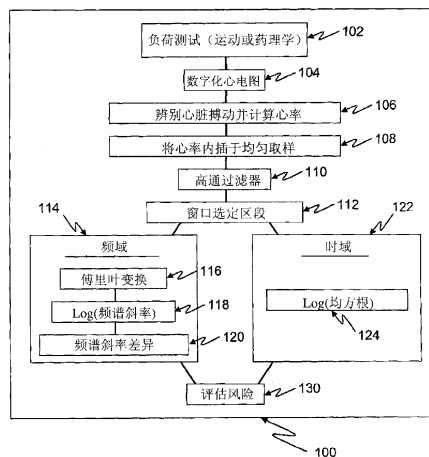 负荷测试（运动或药理学）
102
数字化心电图
104
辨别心脏搏动并计算心率
106
将心率内插于均匀取样
108
高通过滤器
110
窗口选定区段
112
114
频域
傅里叶变换
116
Log(频谱斜率)
118
频谱斜率差异
120
122
时域
Log(均方根)
124
评估风险
130
100